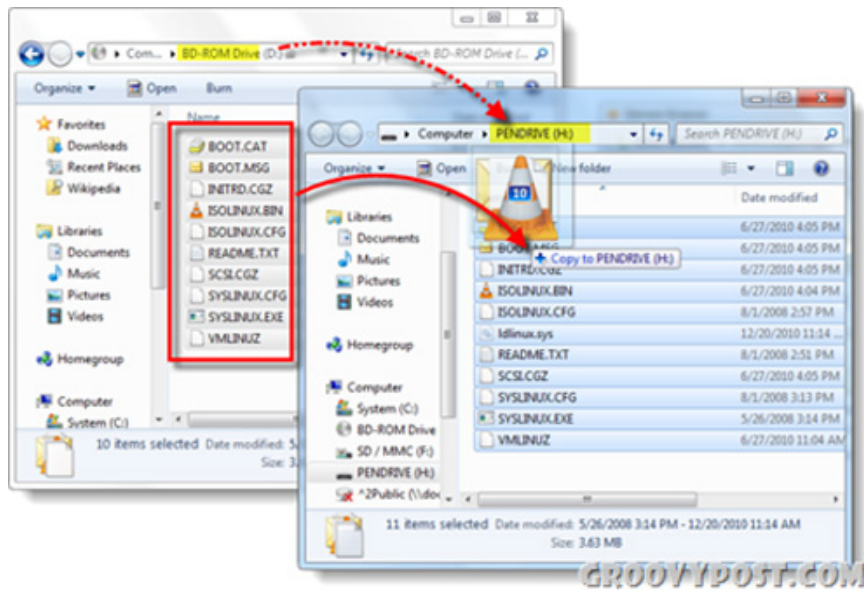 Com...
BD-ROM Drive (D:)
Search BD-ROM Drive (...
Organize
Open
Burn
Favorites
Downloads
Recent Places
Wikipedia
Libraries
Documents
Music
Pictures
Videos
Homegroup
Computer
System (C:)
Name
BOOT.CAT
BOOT.MSG
INITRD.CGZ
ISOLINUX.BIN
ISOLINUX.CFG
README.TXT
SCSI.CGZ
SYSLINUX.CFG
SYSLINUX.EXE
VMLINUZ
10 items selected Date modified: 5/
Size: 3.
Computer
PENDRIVE (H:)
Search PENDRIVE (H:)
Organize
Open
New folder
Libraries
Documents
Music
Pictures
Videos
Homegroup
Computer
System (C:)
BD-ROM Drive
SD / MMC (F:)
PENDRIVE (H:)
^2Public (\\do
Date modified
10
6/27/2010 4:05 PM
BOOT.MSG 6/27/2010 4:05 PM
Copy to PENDRIVE (H:)
INITRD.CGZ 6/27/2010 4:05 PM
ISOLINUX.BIN 6/27/2010 4:04 PM
ISOLINUX.CFG 8/1/2008 2:57 PM
ldlinux.sys 12/20/2010 11:14 ...
README.TXT 8/1/2008 2:51 PM
SCSI.CGZ 6/27/2010 4:05 PM
SYSLINUX.CFG 8/1/2008 3:13 PM
SYSLINUX.EXE 5/26/2008 3:14 PM
VMLINUZ 6/27/2010 11:04 AM
11 items selected Date modified: 5/26/2008 3:14 PM - 12/20/2010 11:14 AM
Size: 3.63 MB
GROOVYPOST.COM